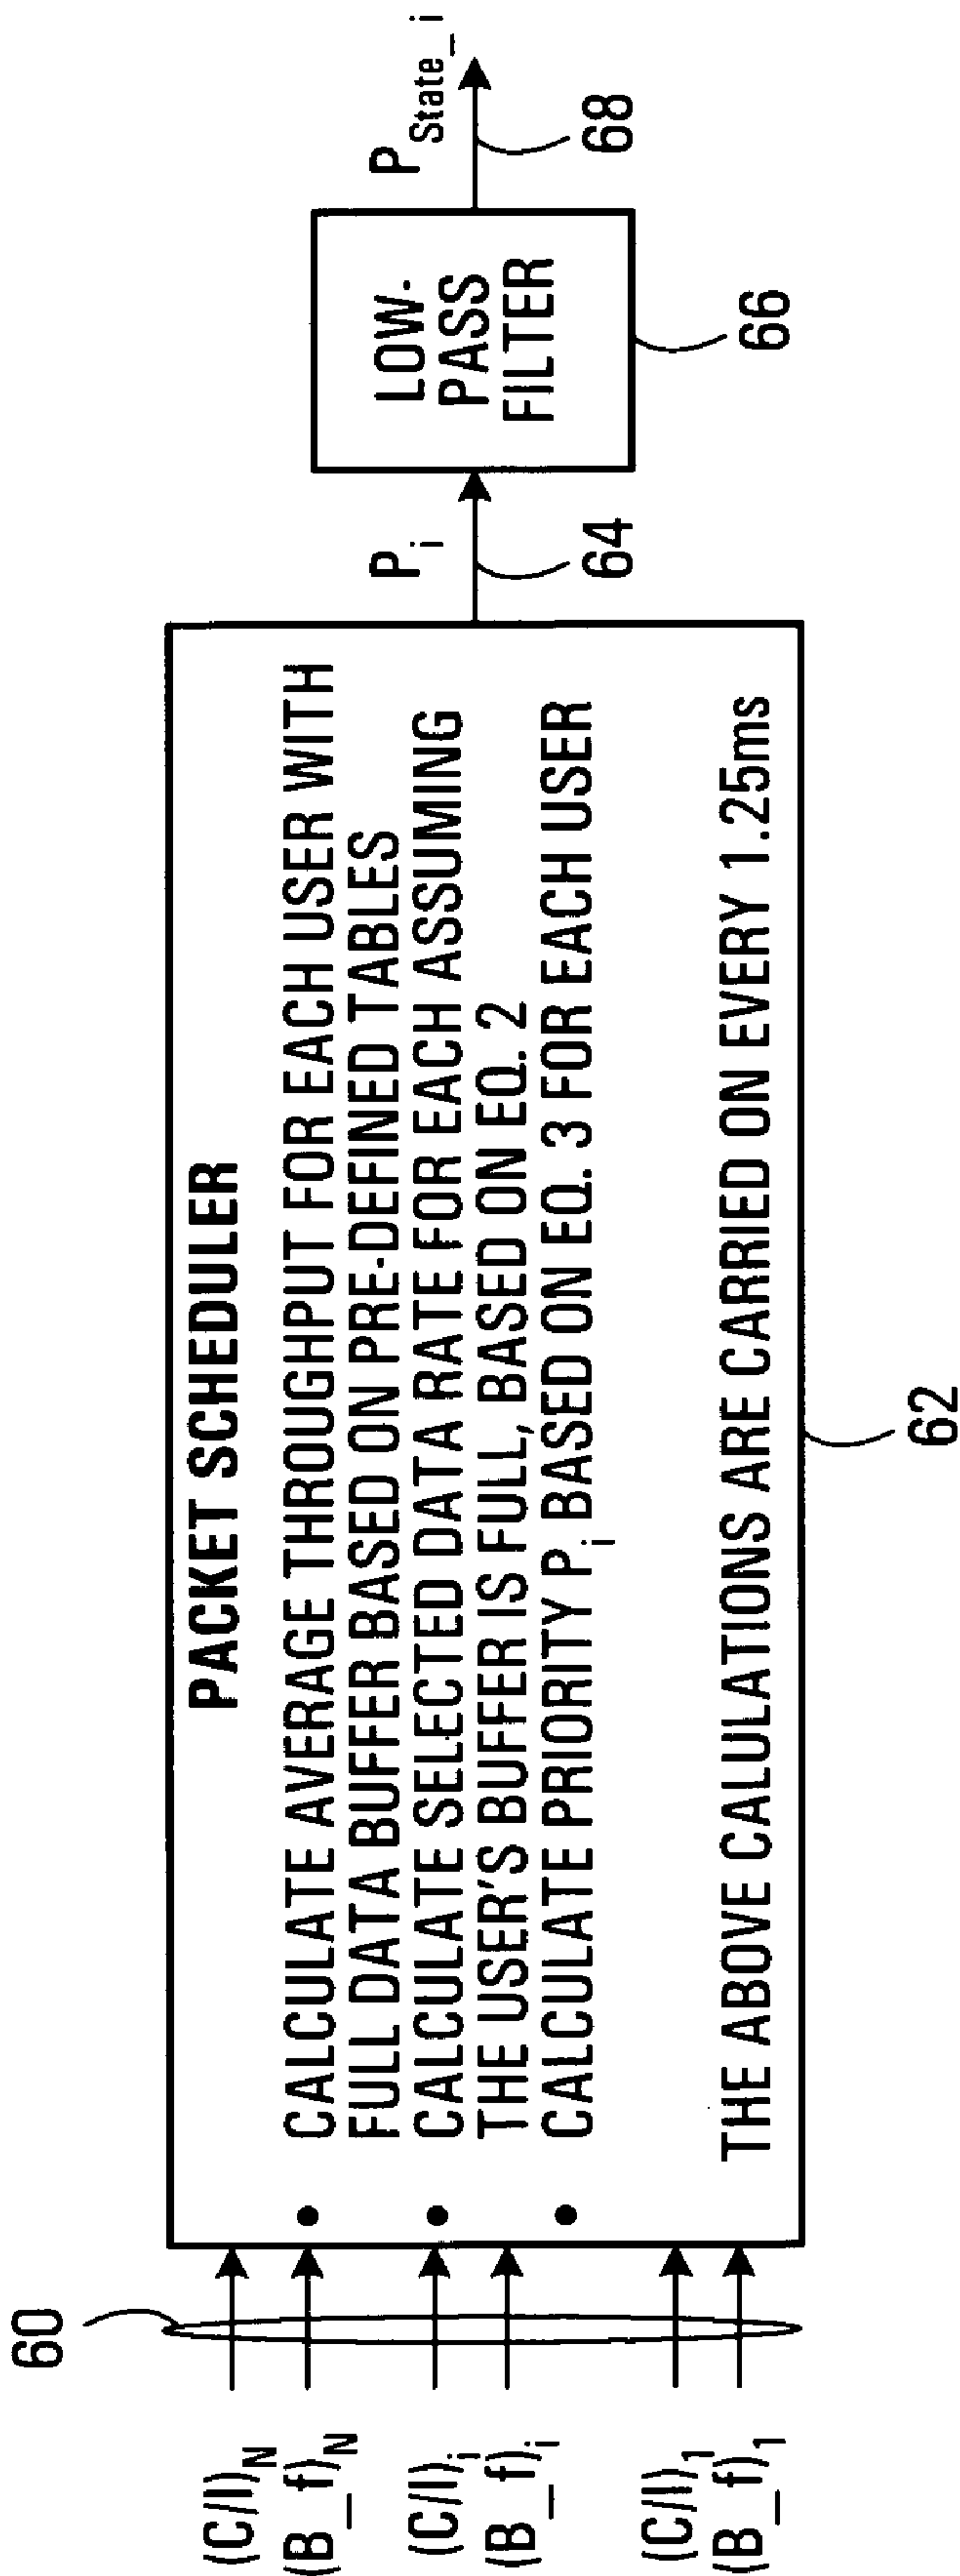 60
(C/I)N
(B_f)N
(C/I)i
(B_f)i
(C/I)1
(B_f)1
PACKET SCHEDULER
• CALCULATE AVERAGE THROUGHPUT FOR EACH USER WITH
FULL DATA BUFFER BASED ON PRE-DEFINED TABLES
• CALCULATE SELECTED DATA RATE FOR EACH ASSUMING
THE USER'S BUFFER IS FULL, BASED ON EQ. 2
• CALCULATE PRIORITY Pi BASED ON EQ. 3 FOR EACH USER
THE ABOVE CALULATIONS ARE CARRIED ON EVERY 1.25ms
62
Pi
64
LOW-
PASS
FILTER
66
PState_i
68